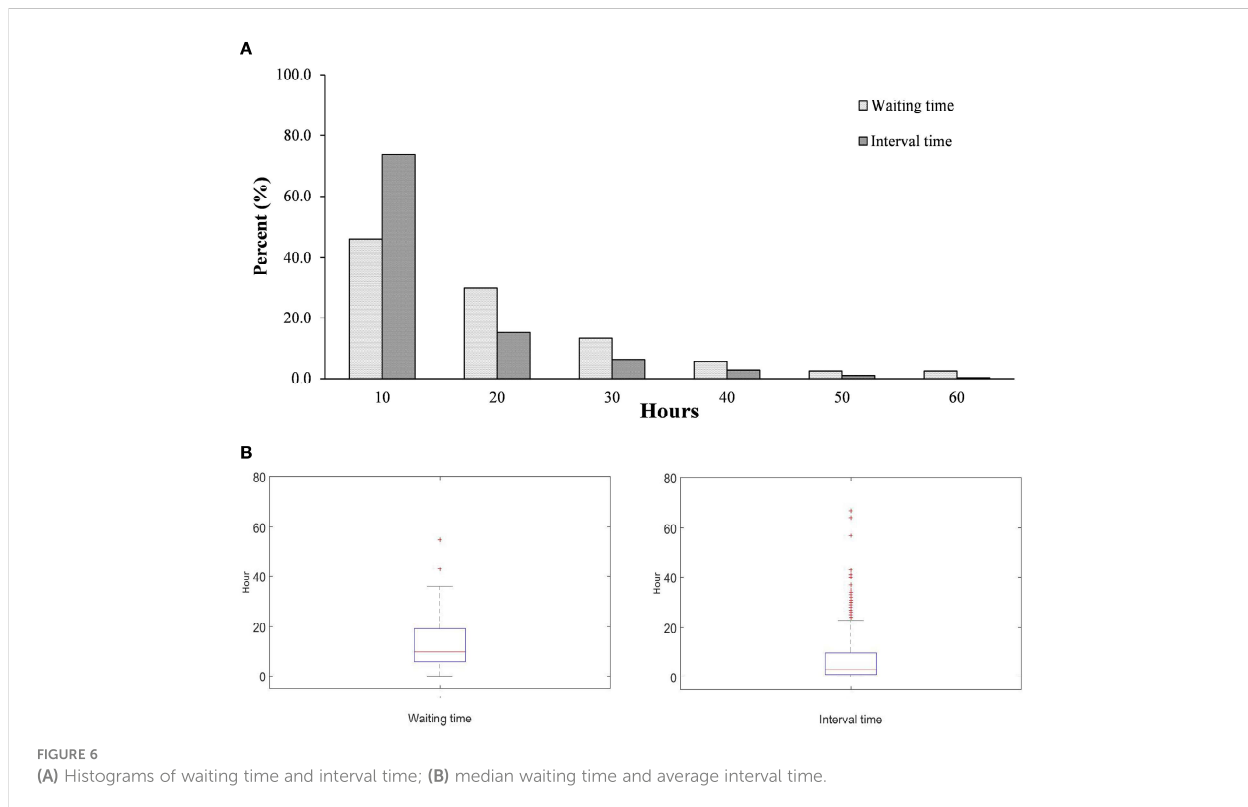 A
100.0
80.0
60.0
40.0
20.0
0.0
Percent (%)
Waiting time
Interval time
10 20 30 40 50 60
Hours
B
80
60
40
20
0
Hour
Waiting time
80
60
40
20
0
Hour
Interval time
FIGURE 6
(A) Histograms of waiting time and interval time; (B) median waiting time and average interval time.